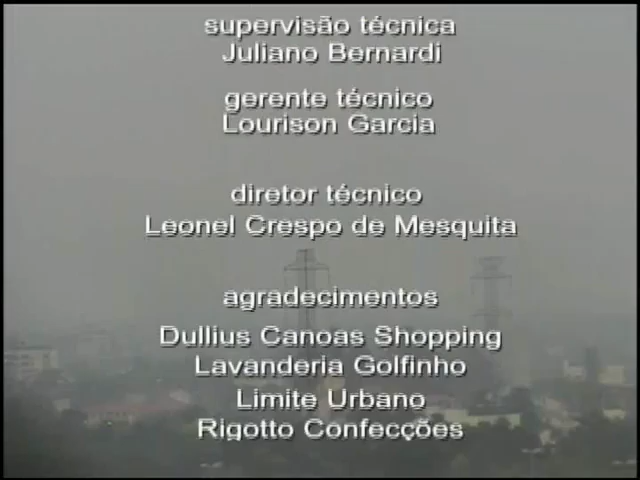 supervisão técnica
Juliano Bernardi
gerente técnico
Lourison Garcia
diretor técnico
Leonel Crespo de Mesquita
agradecimentos
Dullius Canoas Shopping
Lavanderia Golfinho
Limite Urbano
Rigotto Confecções